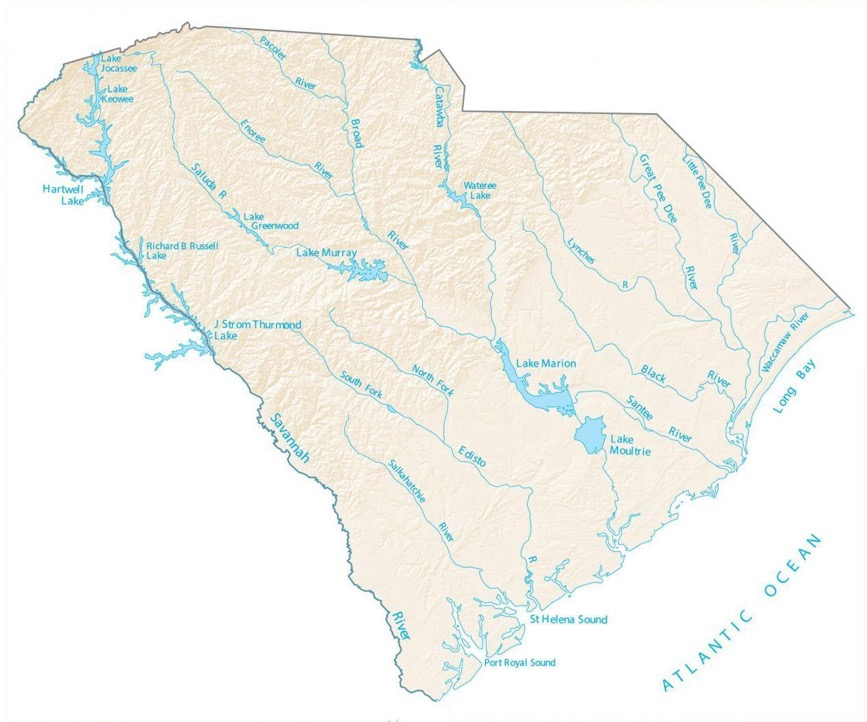 Lake
Jocassee
Lake
Keowee
Hartwell
Lake
Richard B Russell
Lake
J Strom Thurmond
Lake
Pacolet
River
Enoree
River
Broad
River
Saluda R
Lake
Greenwood
Lake Murray
Catawba
River
Wateree
Lake
Great Pee Dee
River
Little Pee Dee
River
Lynches
R
Waccamaw River
Long Bay
Black
River
Lake Marion
Santee
River
Lake
Moultrie
North Fork
South Fork
Edisto
R
Salkahatchie
River
Savannah
River
St Helena Sound
Port Royal Sound
ATLANTIC OCEAN